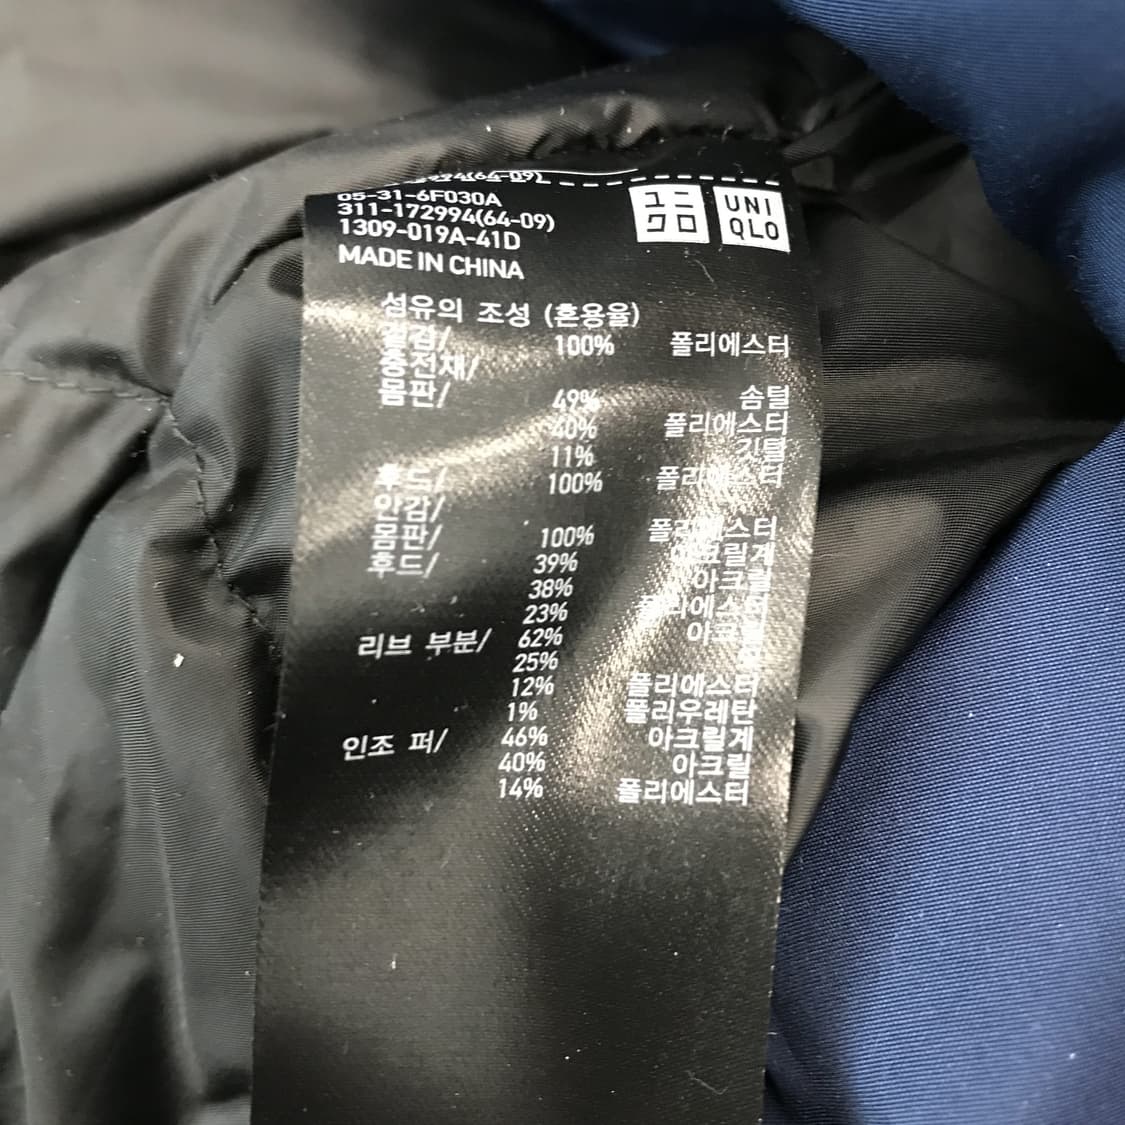 2994(64-09)
05-31-6F030A
311-172994(64-09)
1309-019A-41D
MADE IN CHINA
ユニ
クロ
UNI
QLO
섬유의 조성 (혼용율)
겉감/ 100% 폴리에스터
충전재/
몸판/ 49% 솜털
40% 폴리에스터
11% 깃털
후드/ 100% 폴리에스터
안감/
몸판/ 100% 폴리에스터
후드/ 39% 아크릴계
38% 아크릴
23% 폴리에스터
리브 부분/ 62% 아크릴
25%
12% 폴리에스터
1% 폴리우레탄
인조 퍼/ 46% 아크릴계
40% 아크릴
14% 폴리에스터